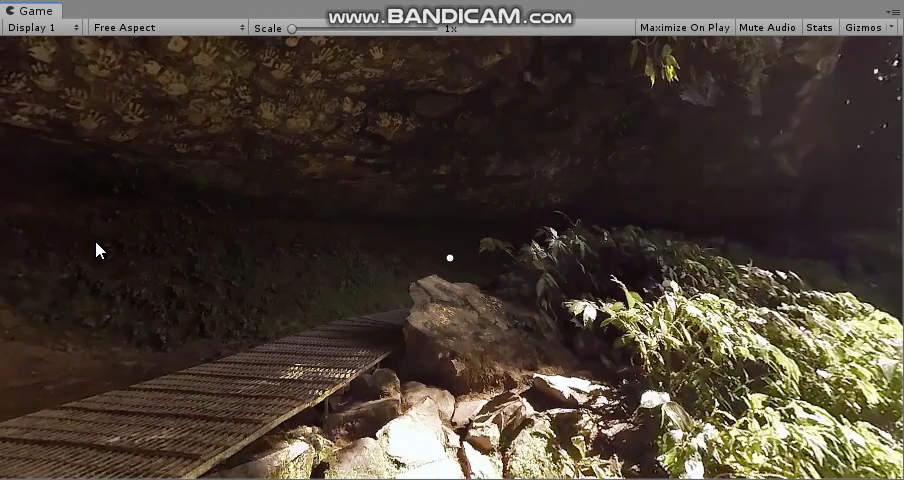 Game
www.BANDICAM.com
Display 1
Free Aspect
Scale
1x
Maximize On Play
Mute Audio
Stats
Gizmos